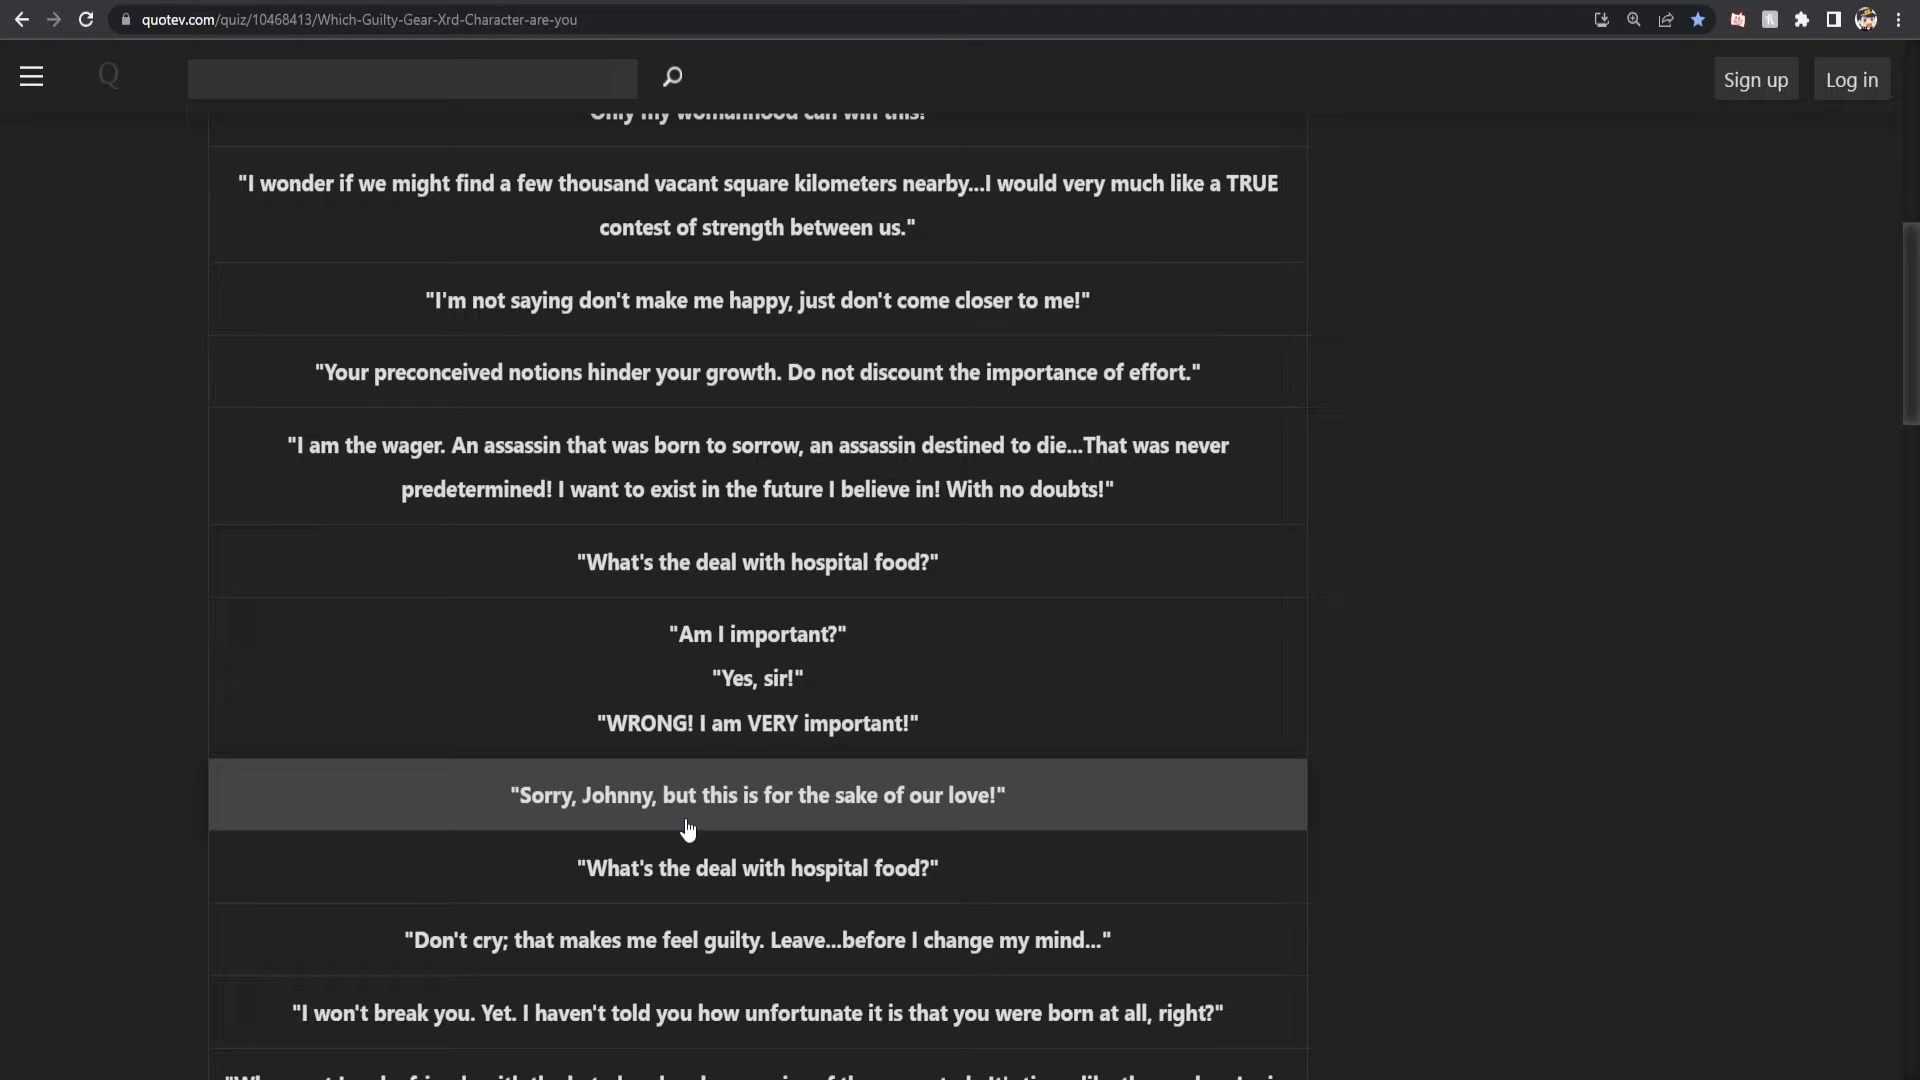 quotev.com/quiz/10468413/Which-Guilty-Gear-Xrd-Character-are-you
Q
Sign up
Log in
Only my womanhood can win this!
"I wonder if we might find a few thousand vacant square kilometers nearby...I would very much like a TRUE
contest of strength between us."
"I'm not saying don't make me happy, just don't come closer to me!"
"Your preconceived notions hinder your growth. Do not discount the importance of effort."
"I am the wager. An assassin that was born to sorrow, an assassin destined to die...That was never
predetermined! I want to exist in the future I believe in! With no doubts!"
"What's the deal with hospital food?"
"Am I important?"
"Yes, sir!"
"WRONG! I am VERY important!"
"Sorry, Johnny, but this is for the sake of our love!"
"What's the deal with hospital food?"
"Don't cry; that makes me feel guilty. Leave...before I change my mind..."
"I won't break you. Yet. I haven't told you how unfortunate it is that you were born at all, right?"